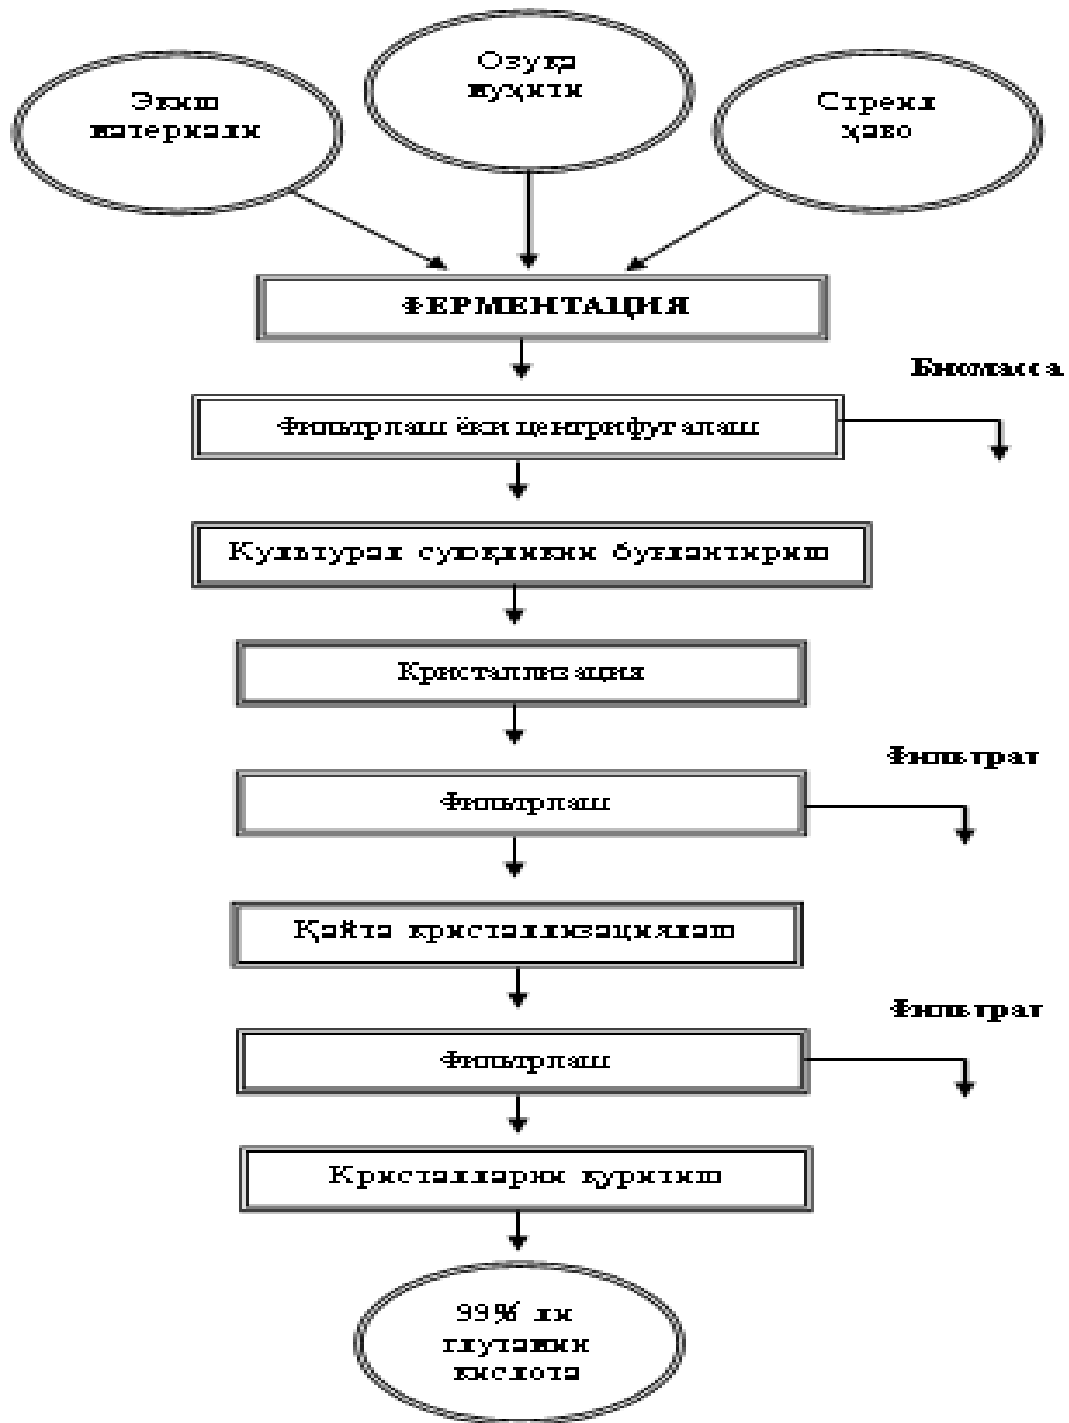 Экиш
материали
Озуқа
муҳити
Стерил
ҳаво
ФЕРМЕНТАЦИЯ
Биомасса
Фильтрлаш ёки центрифугалаш
Культурал суюқликни буғлантириш
Кристаллизация
Фильтрат
Фильтрлаш
Қайта кристаллизациялаш
Фильтрат
Фильтрлаш
Кристалларни қуритиш
99% ли
глутамин
кислота